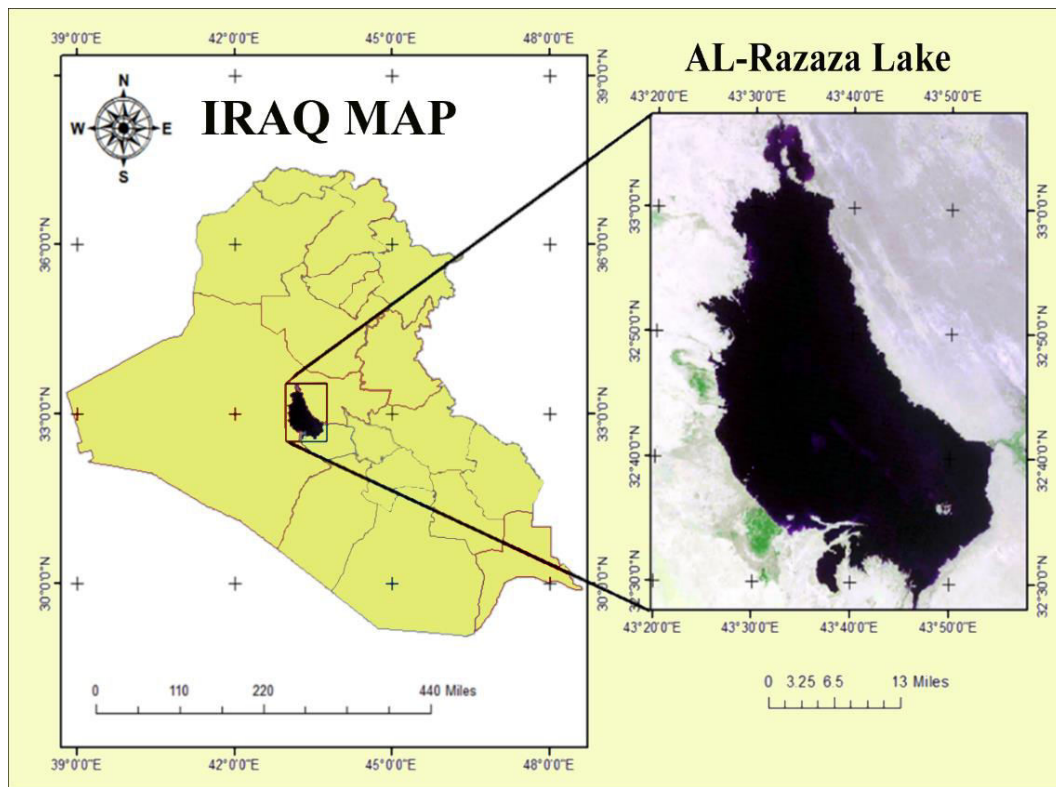 39°0'0"E 42°0'0"E 45°0'0"E 48°0'0"E
39°0'0"N
N
W E
S
IRAQ MAP
36°0'0"N 36°0'0"N
33°0'0"N 33°0'0"N
30°0'0"N 30°0'0"N
0 110 220 440 Miles
39°0'0"E 42°0'0"E 45°0'0"E 48°0'0"E
AL-Razaza Lake
43°20'0"E 43°30'0"E 43°40'0"E 43°50'0"E
33°0'0"N 33°0'0"N
32°50'0"N 32°50'0"N
32°40'0"N 32°40'0"N
32°30'0"N 32°30'0"N
43°20'0"E 43°30'0"E 43°40'0"E 43°50'0"E
0 3.25 6.5 13 Miles